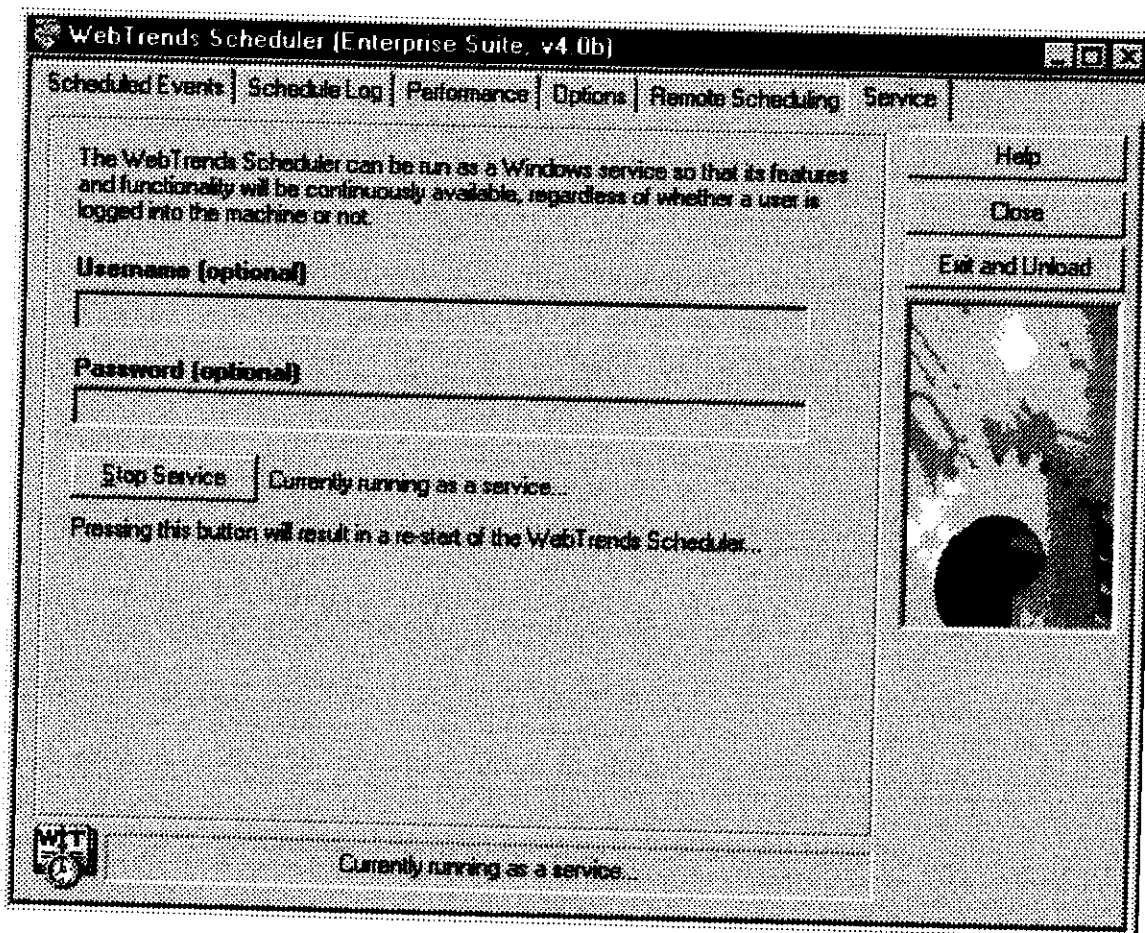 WebTrends Scheduler (Enterprise Suite, v4.0b)
Scheduled Events Schedule Log Performance Options Remote Scheduling Service
The WebTrends Scheduler can be run as a Windows service so that its features
and functionality will be continuously available, regardless of whether a user is
logged into the machine or not.
Username (optional)
Password (optional)
Stop Service Currently running as a service...
Pressing this button will result in a re-start of the WebTrends Scheduler...
Help
Close
Exit and Unload
WT
Currently running as a service...